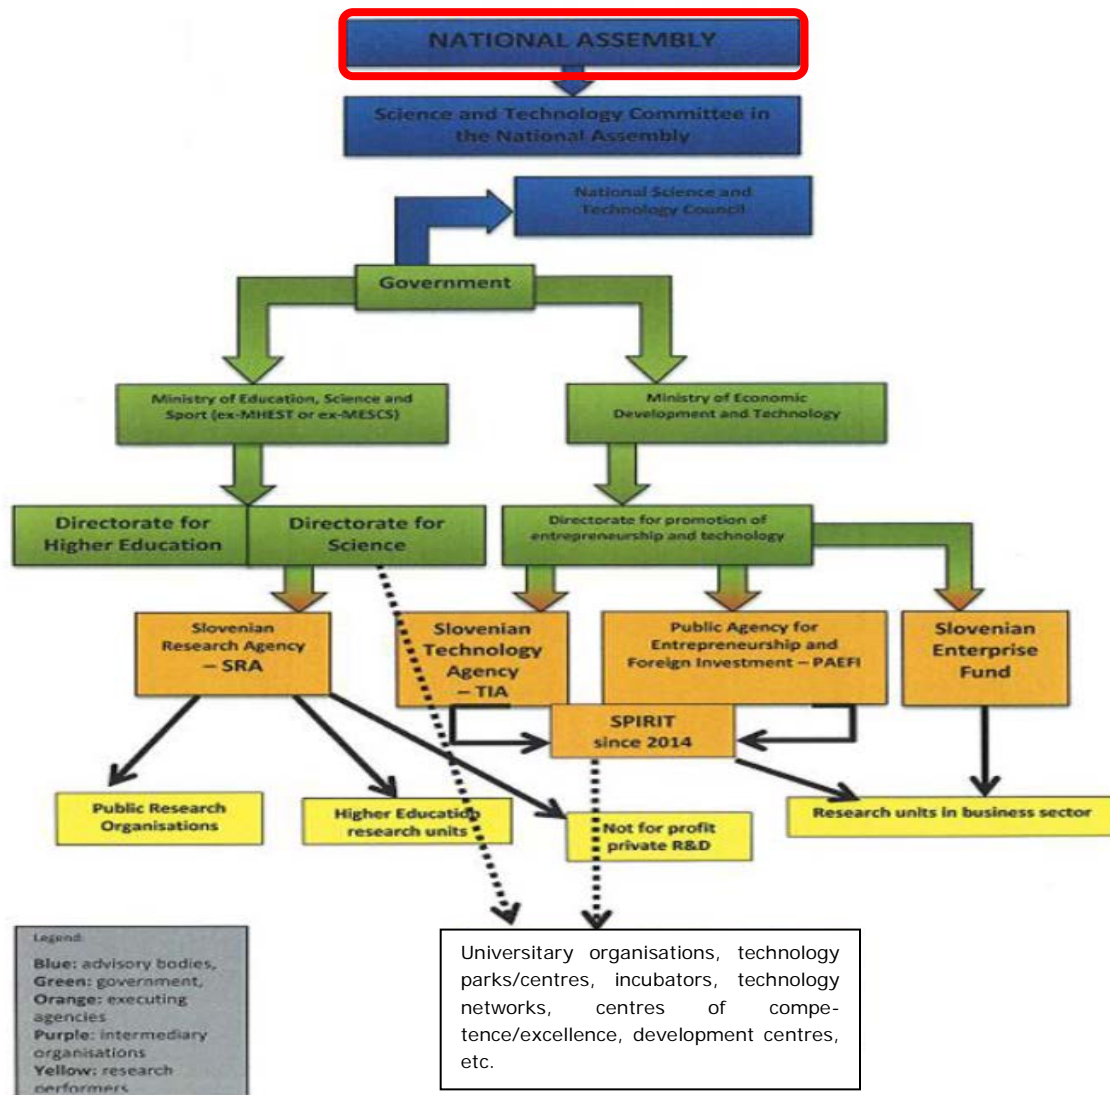 NATIONAL ASSEMBLY
Science and Technology Committee in
the National Assembly
National Science and
Technology Council
Government
Ministry of Education, Science and
Sport (ex-MHEST or ex-MESCS)
Ministry of Economic
Development and Technology
Directorate for
Higher Education
Directorate for
Science
Directorate for promotion of
entrepreneurship and technology
Slovenian
Research Agency
– SRA
Slovenian
Technology
Agency
– TIA
Public Agency for
Entrepreneurship and
Foreign Investment – PAEFI
Slovenian
Enterprise
Fund
SPIRIT
since 2014
Public Research
Organisations
Higher Education
research units
Not for profit
private R&D
Research units in business sector
Legend:
Blue: advisory bodies,
Green: government,
Orange: executing
agencies
Purple: intermediary
organisations
Yellow: research
performers
Universitary organisations, technology
parks/centres, incubators, technology
networks, centres of compe-
tence/excellence, development centres,
etc.